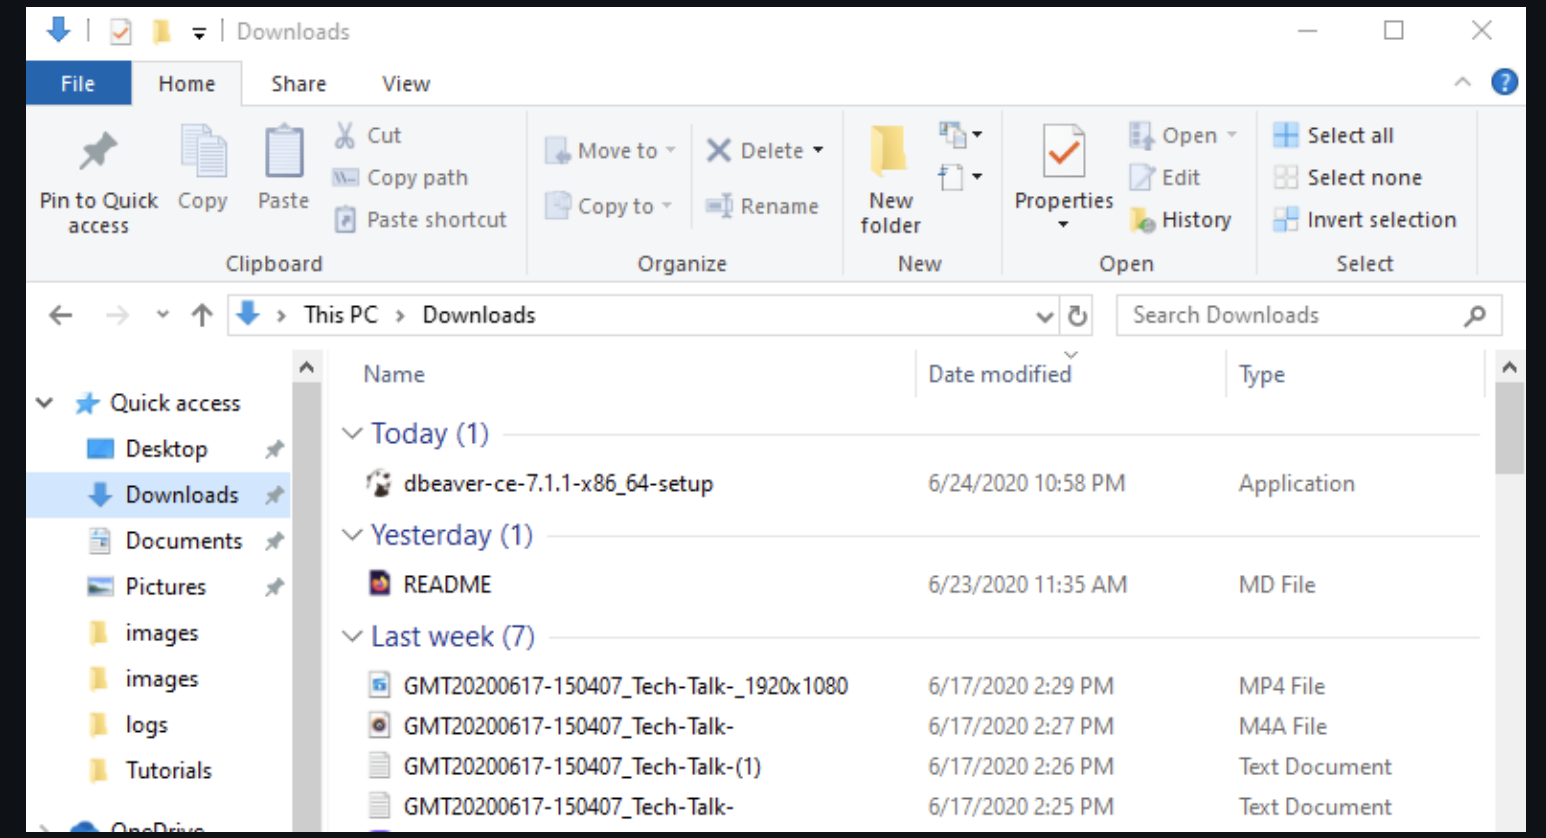 Downloads
File Home Share View
Pin to Quick access
Copy
Paste
Cut
Copy path
Paste shortcut
Clipboard
Move to
Copy to
Delete
Rename
Organize
New folder
New
Properties
Open
Edit
History
Open
Select all
Select none
Invert selection
Select
This PC > Downloads
Search Downloads
Quick access
Desktop
Downloads
Documents
Pictures
images
images
logs
Tutorials
OneDrive
Name Date modified Type
Today (1)
dbeaver-ce-7.1.1-x86_64-setup 6/24/2020 10:58 PM Application
Yesterday (1)
README 6/23/2020 11:35 AM MD File
Last week (7)
GMT20200617-150407_Tech-Talk-_1920x1080 6/17/2020 2:29 PM MP4 File
GMT20200617-150407_Tech-Talk- 6/17/2020 2:27 PM M4A File
GMT20200617-150407_Tech-Talk-(1) 6/17/2020 2:26 PM Text Document
GMT20200617-150407_Tech-Talk- 6/17/2020 2:25 PM Text Document